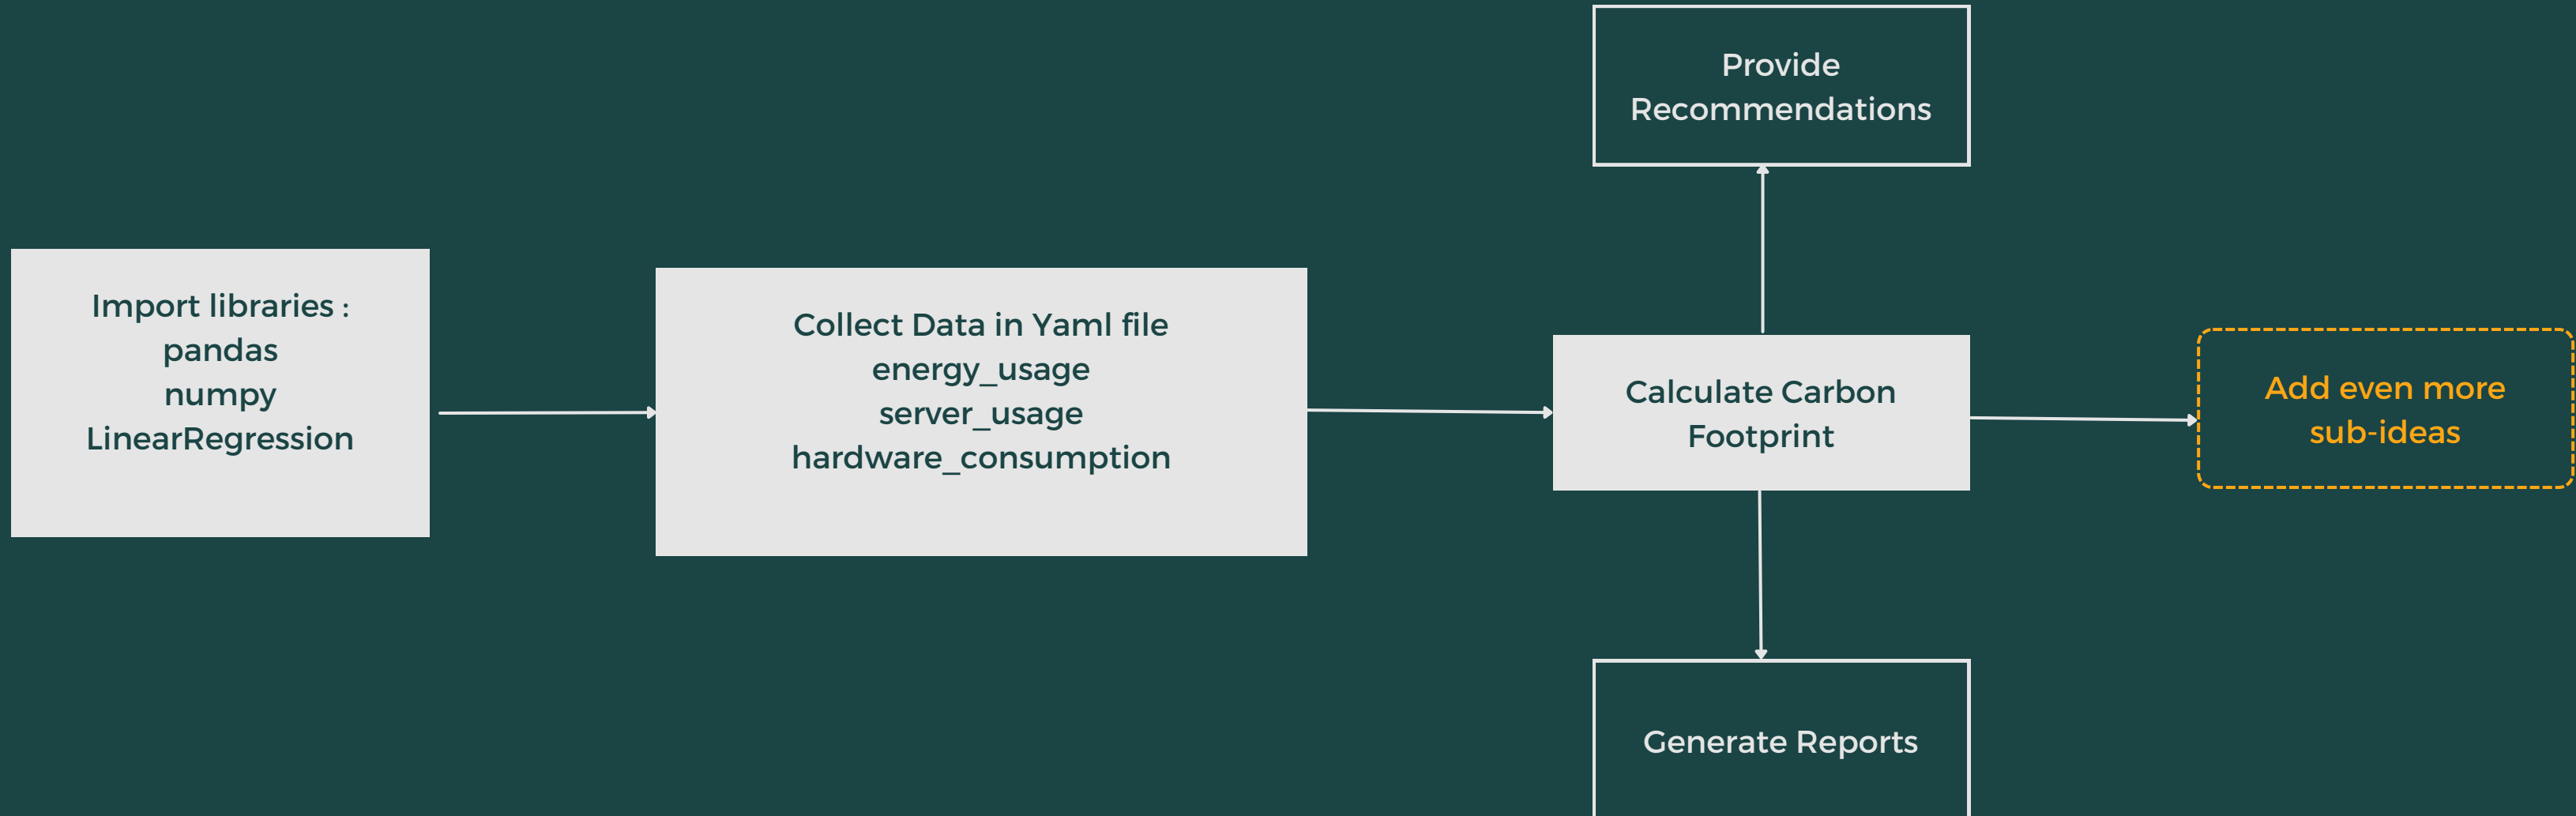 Import libraries :
pandas
numpy
LinearRegression
Collect Data in Yaml file
energy_usage
server_usage
hardware_consumption
Provide
Recommendations
Calculate Carbon
Footprint
Generate Reports
Add even more
sub-ideas